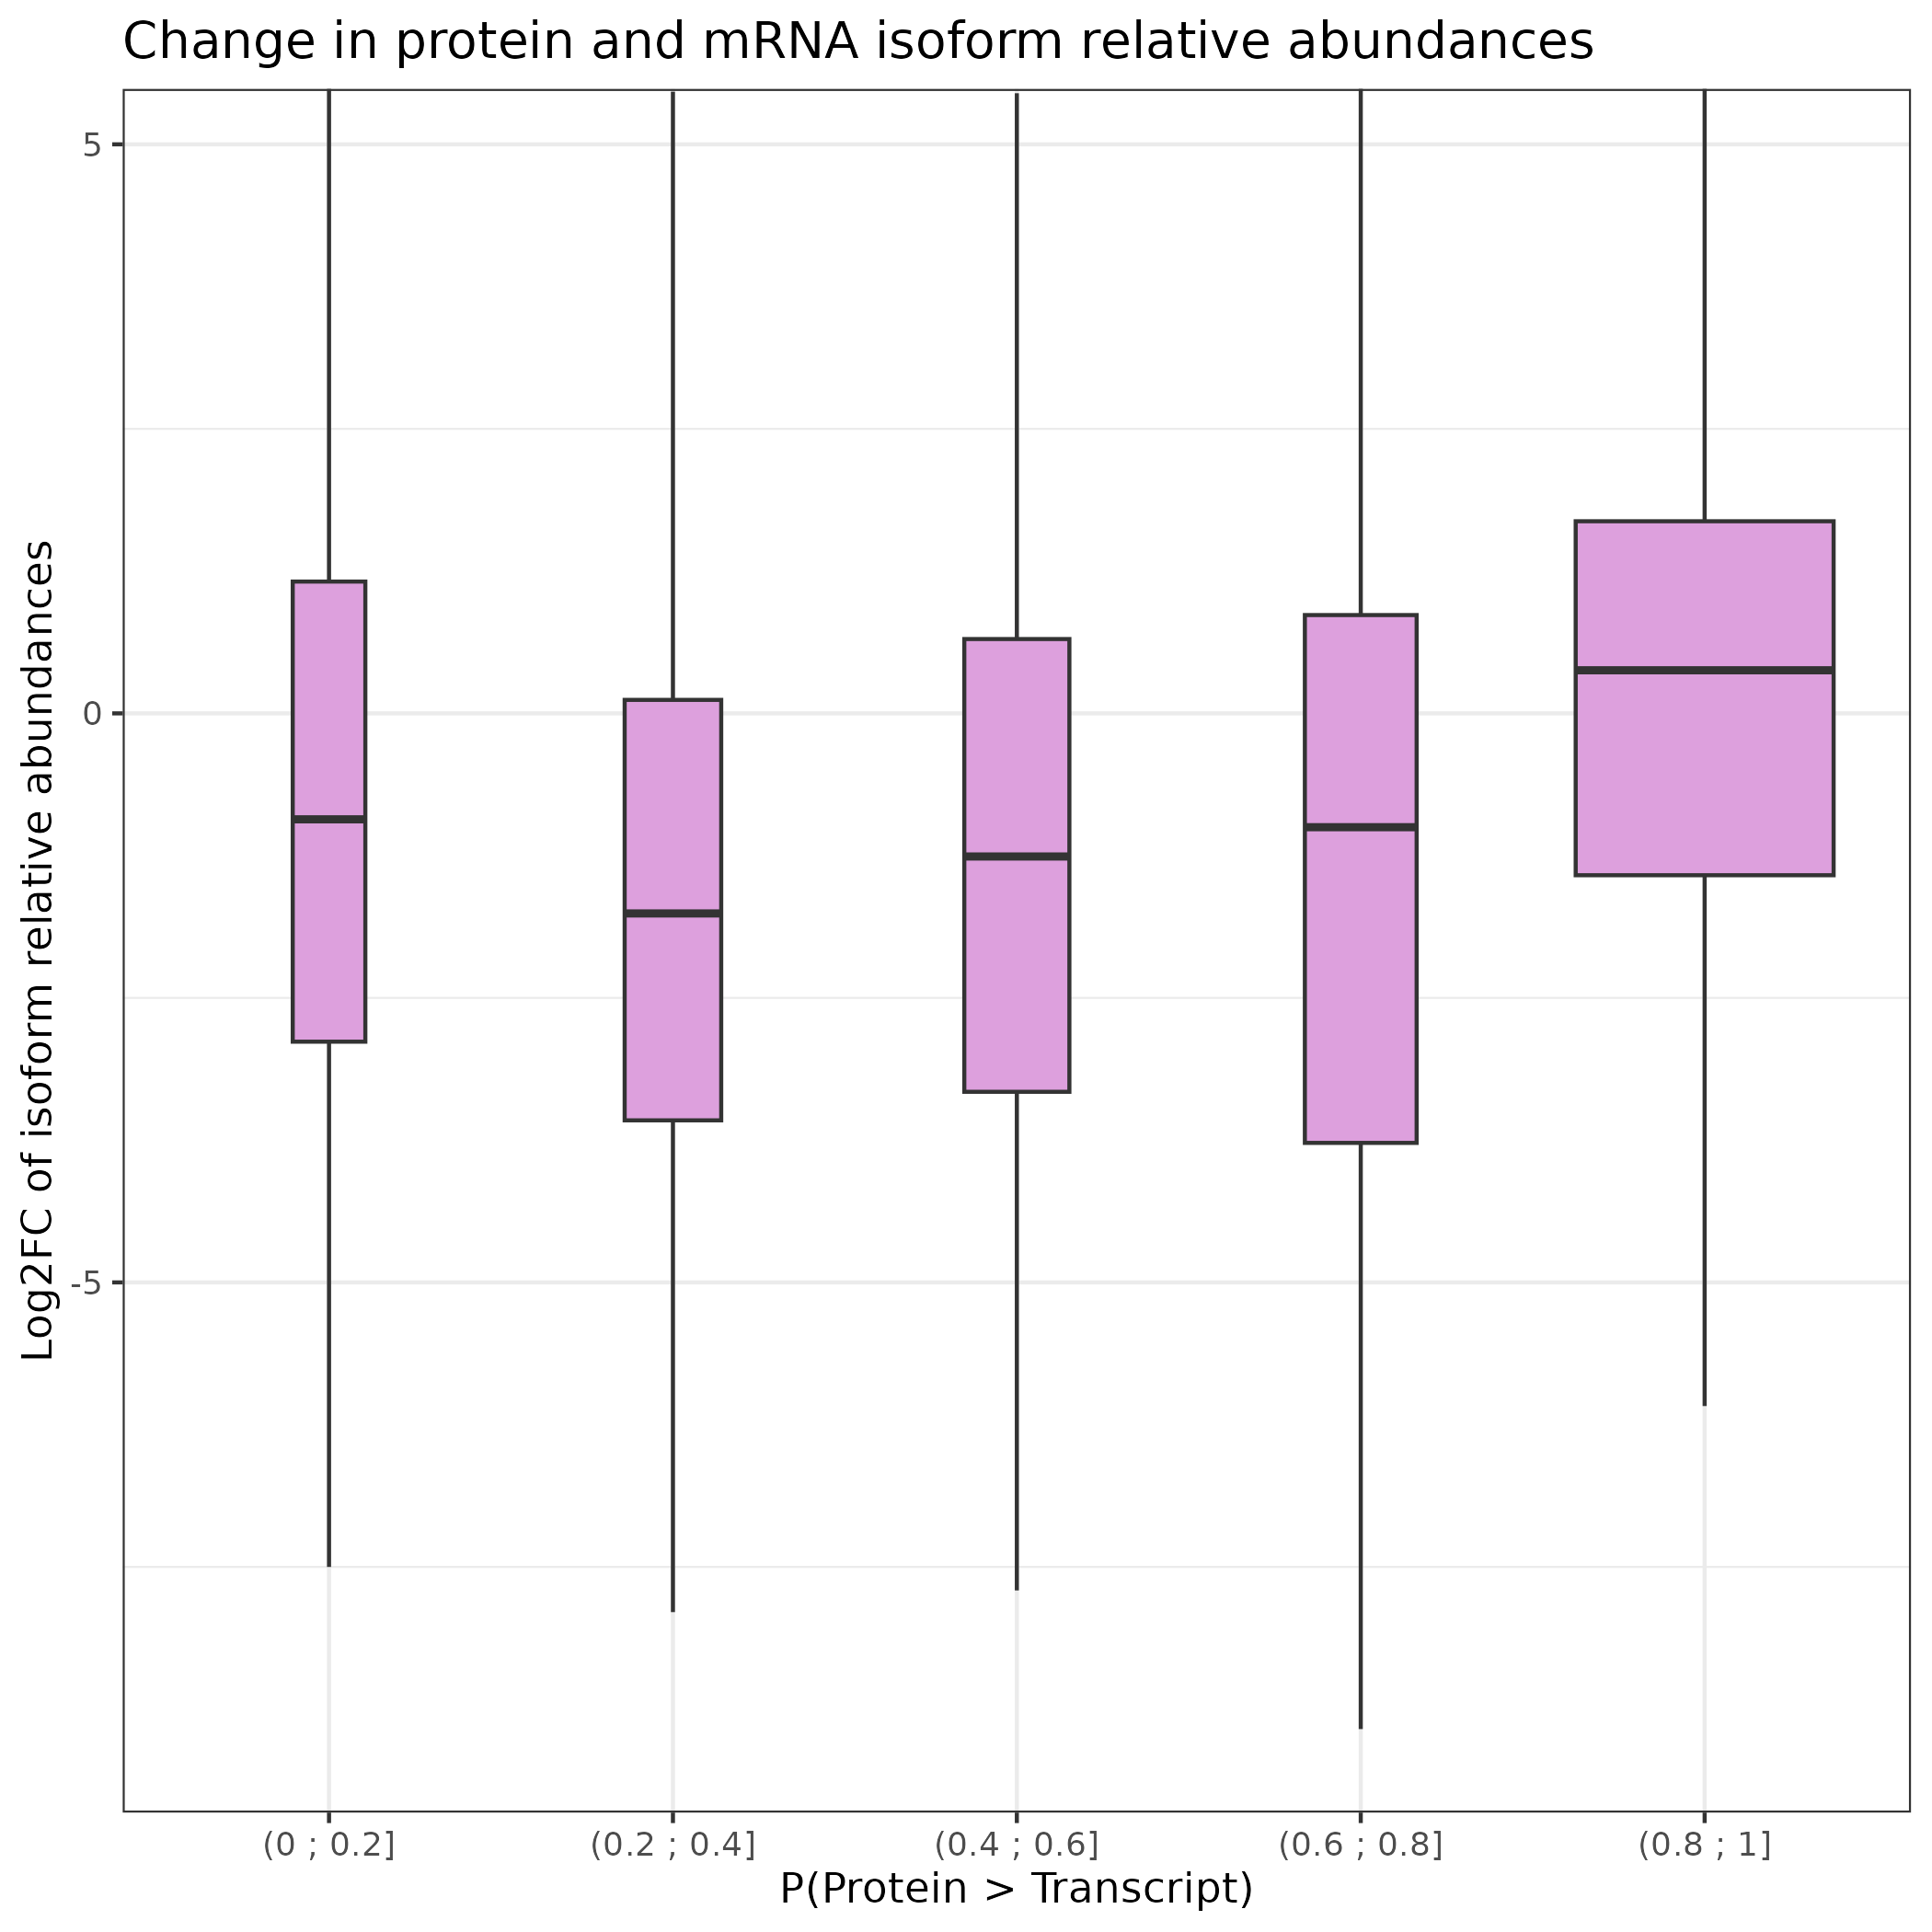 Change in protein and mRNA isoform relative abundances
Log2FC of isoform relative abundances
5
0
-5
(0 ; 0.2]
(0.2 ; 0.4]
(0.4 ; 0.6]
(0.6 ; 0.8]
(0.8 ; 1]
P(Protein > Transcript)